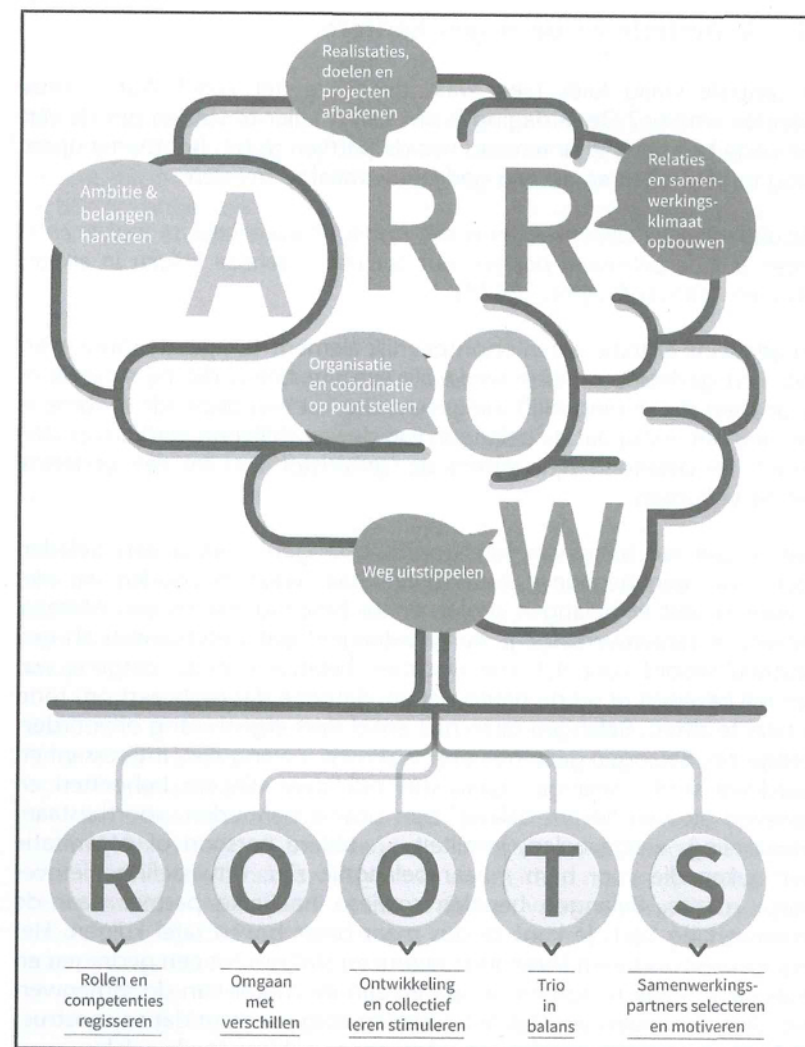 Realistaties,
doelen en
projecten
afbakenen
Ambitie &
belangen
hanteren
A
R
R
Relaties
en samen-
werkings-
klimaat
opbouwen
Organisatie
en coördinatie
op punt stellen
O
W
Weg uitstippelen
R
O
O
T
S
Rollen en
competenties
regisseren
Omgaan
met
verschillen
Ontwikkeling
en collectief
leren stimuleren
Trio
in
balans
Samenwerkings-
partners selecteren
en motiveren